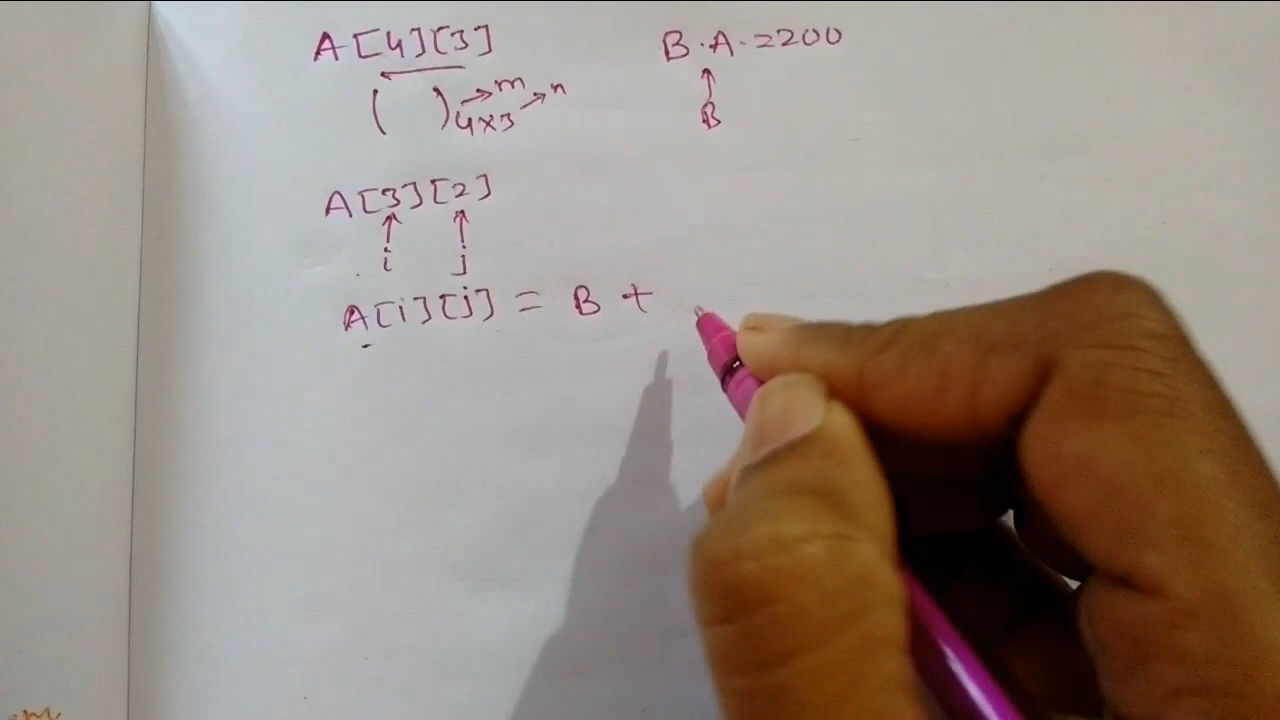 A[4][3] B.A.2200
( )4x3 → m → n
B
A[3][2]
i j
A[i][j] = B +